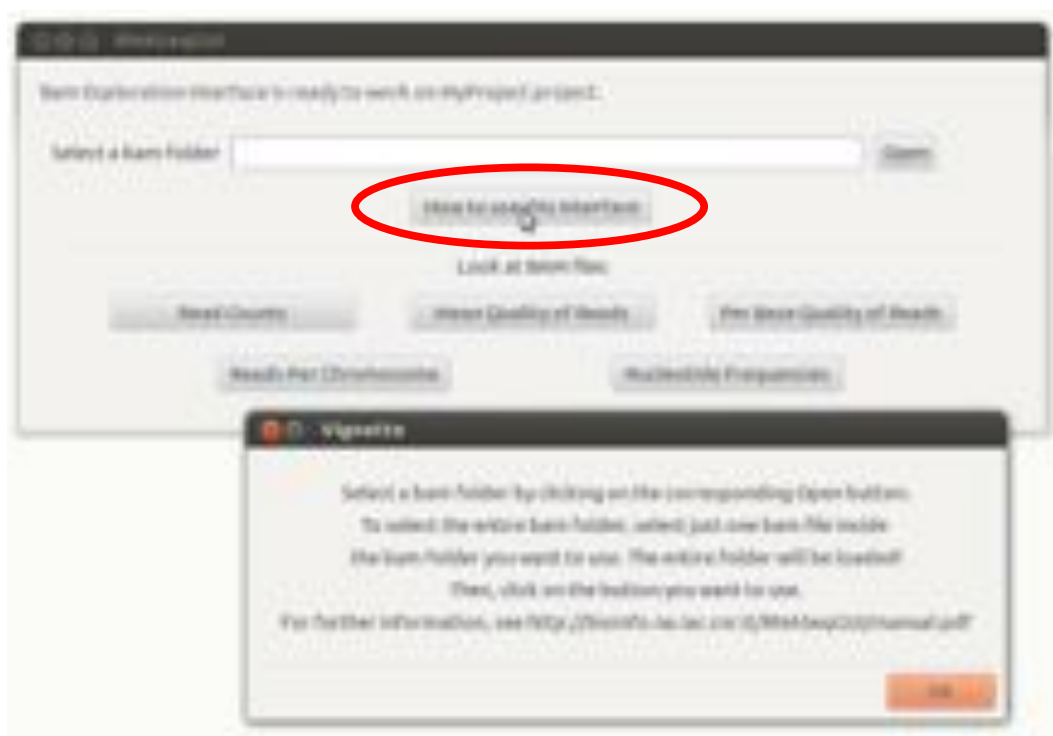 Bam Exploration Interface is ready to work on MyProject project.
Select a bam folder
Open
How to use this interface
Look at BAM files
Read Counts
Mean Quality of Reads
Per Base Quality of Reads
Reads Per Chromosome
Nucleotide Frequencies
Vignette
Select a bam folder by clicking on the corresponding Open button.
To select the entire bam folder, select just one bam file inside
the bam folder you want to use. The entire folder will be loaded!
Then, click on the button you want to use.
For further information, see